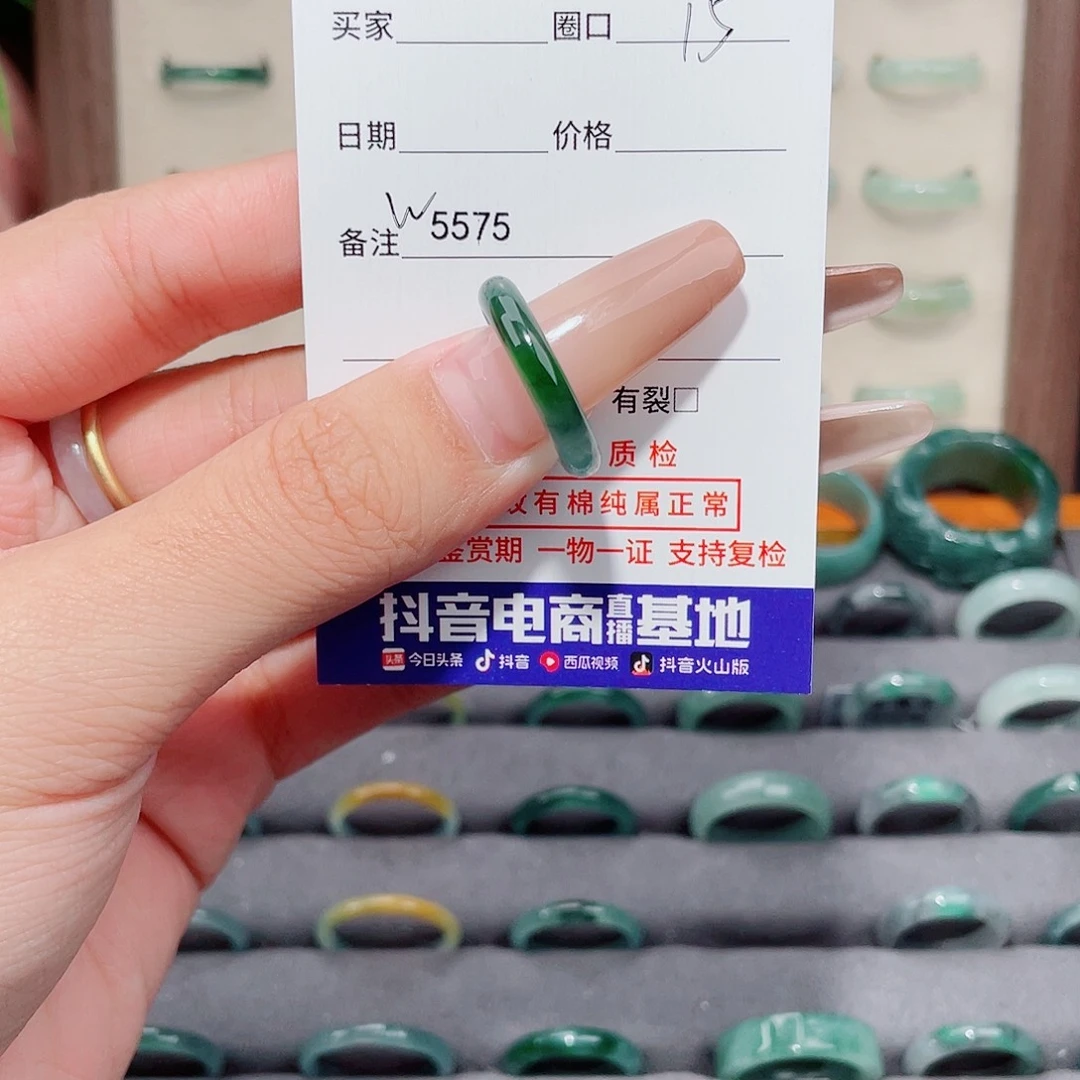 买家 圈口 15
日期 价格
备注 W5575
有裂□
质检
有棉纯属正常
鉴赏期 一物一证 支持复检
抖音电商直播基地
头条 今日头条 抖音 西瓜视频 抖音火山版